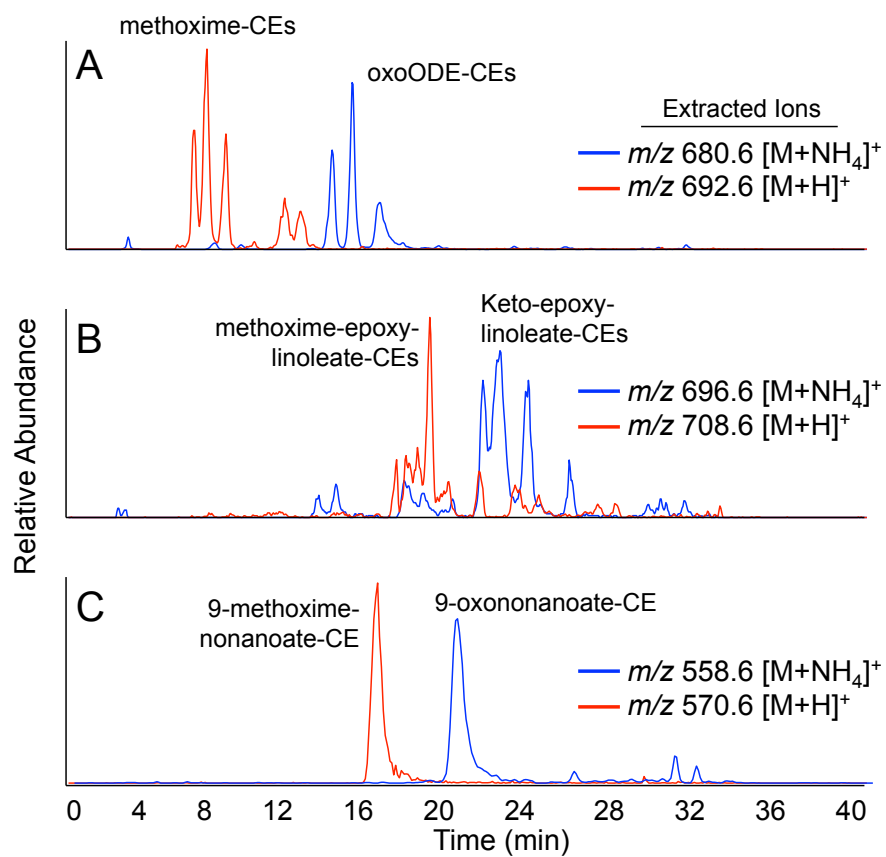 methoxime-CEs
A
oxoODE-CEs
Extracted Ions
m/z 680.6 [M+NH₄]⁺
m/z 692.6 [M+H]⁺
B
methoxime-epoxy-
linoleate-CEs
Keto-epoxy-
linoleate-CEs
m/z 696.6 [M+NH₄]⁺
m/z 708.6 [M+H]⁺
Relative Abundance
C
9-methoxime-
nonanoate-CE
9-oxononanoate-CE
m/z 558.6 [M+NH₄]⁺
m/z 570.6 [M+H]⁺
0 4 8 12 16 20 24 28 32 36 40
Time (min)